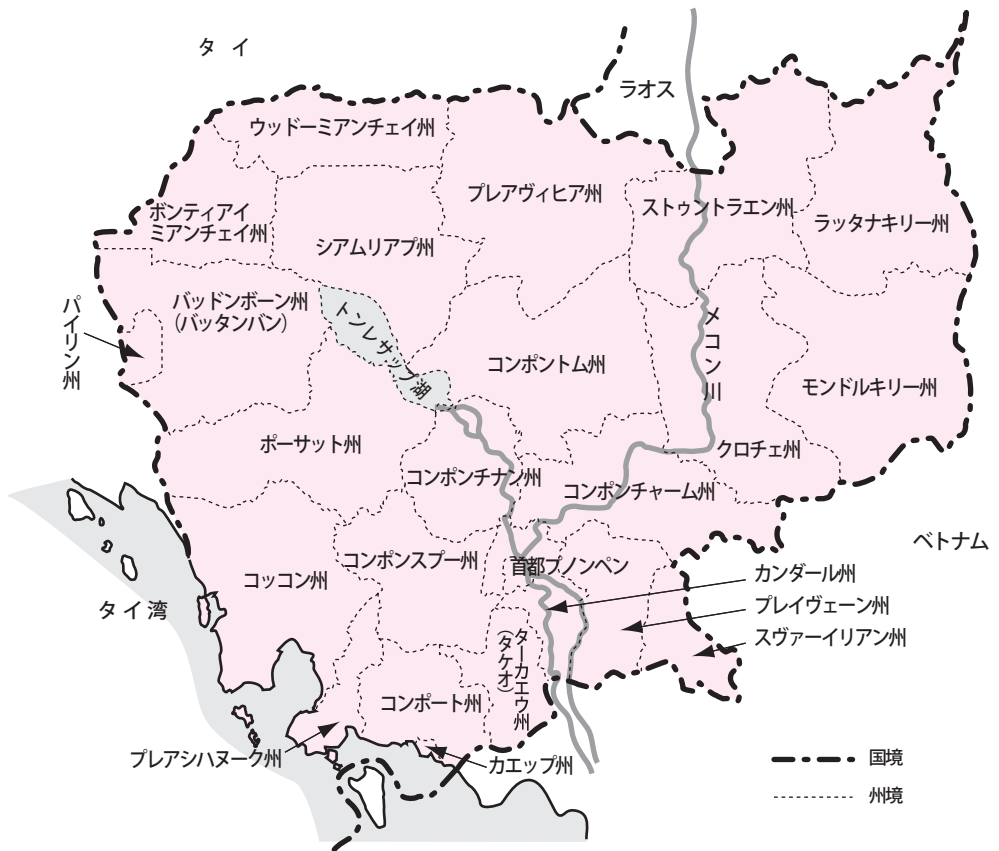 タイ
ラオス
ウッドーミアンチェイ州
プレアヴィヒア州
ストゥントラエン州
ラッタナキリー州
ボンティアイ
ミアンチェイ州
シアムリアプ州
バッドンボーン州
（バッタンバン）
パイリン州
トンレサップ湖
メコン川
コンポントム州
モンドルキリー州
ポーサット州
クロチェ州
コンポンチナン州
コンポンチャーム州
ベトナム
コンポンスプー州
首都プノンペン
コッコン州
カンダール州
タイ湾
プレイヴェーン州
スヴァーイリアン州
ターカエウ州
（タケオ）
コンポート州
プレアシハヌーク州
カエップ州
国境
州境